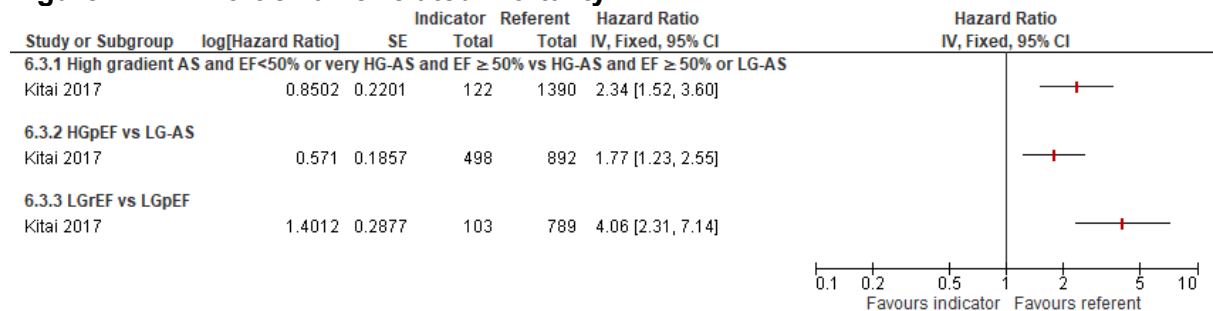 Indicator Referent Hazard Ratio Hazard Ratio
Study or Subgroup log[Hazard Ratio] SE Total Total IV, Fixed, 95% CI IV, Fixed, 95% CI
6.3.1 High gradient AS and EF<50% or very HG-AS and EF ≥ 50% vs HG-AS and EF ≥ 50% or LG-AS
Kitai 2017 0.8502 0.2201 122 1390 2.34 [1.52, 3.60]
6.3.2 HGpEF vs LG-AS
Kitai 2017 0.571 0.1857 498 892 1.77 [1.23, 2.55]
6.3.3 LGrEF vs LGpEF
Kitai 2017 1.4012 0.2877 103 789 4.06 [2.31, 7.14]
0.1 0.2 0.5 1 2 5 10
Favours indicator Favours referent